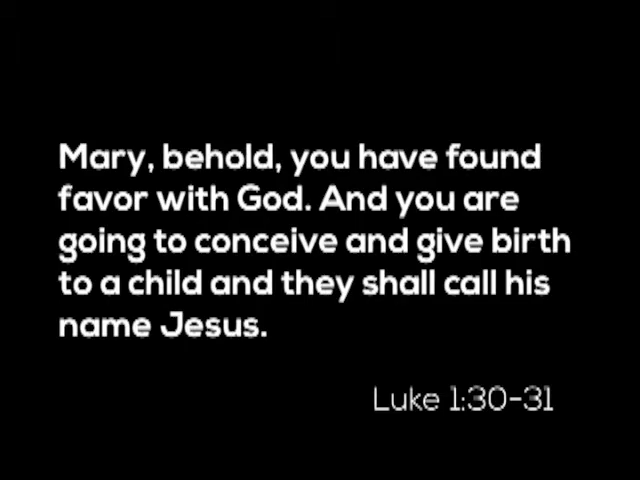 Mary, behold, you have found
favor with God. And you are
going to conceive and give birth
to a child and they shall call his
name Jesus.
Luke 1:30-31